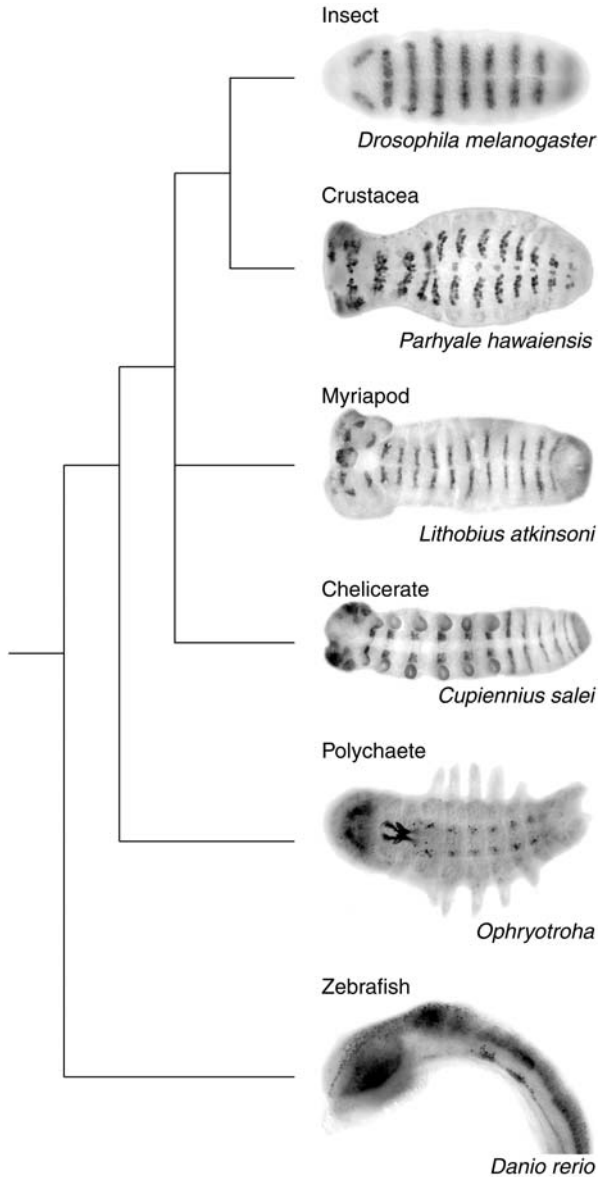 Insect
Drosophila melanogaster
Crustacea
Parhyale hawaiensis
Myriapod
Lithobius atkinsoni
Chelicerate
Cupiennius salei
Polychaete
Ophryotroha
Zebrafish
Danio rerio